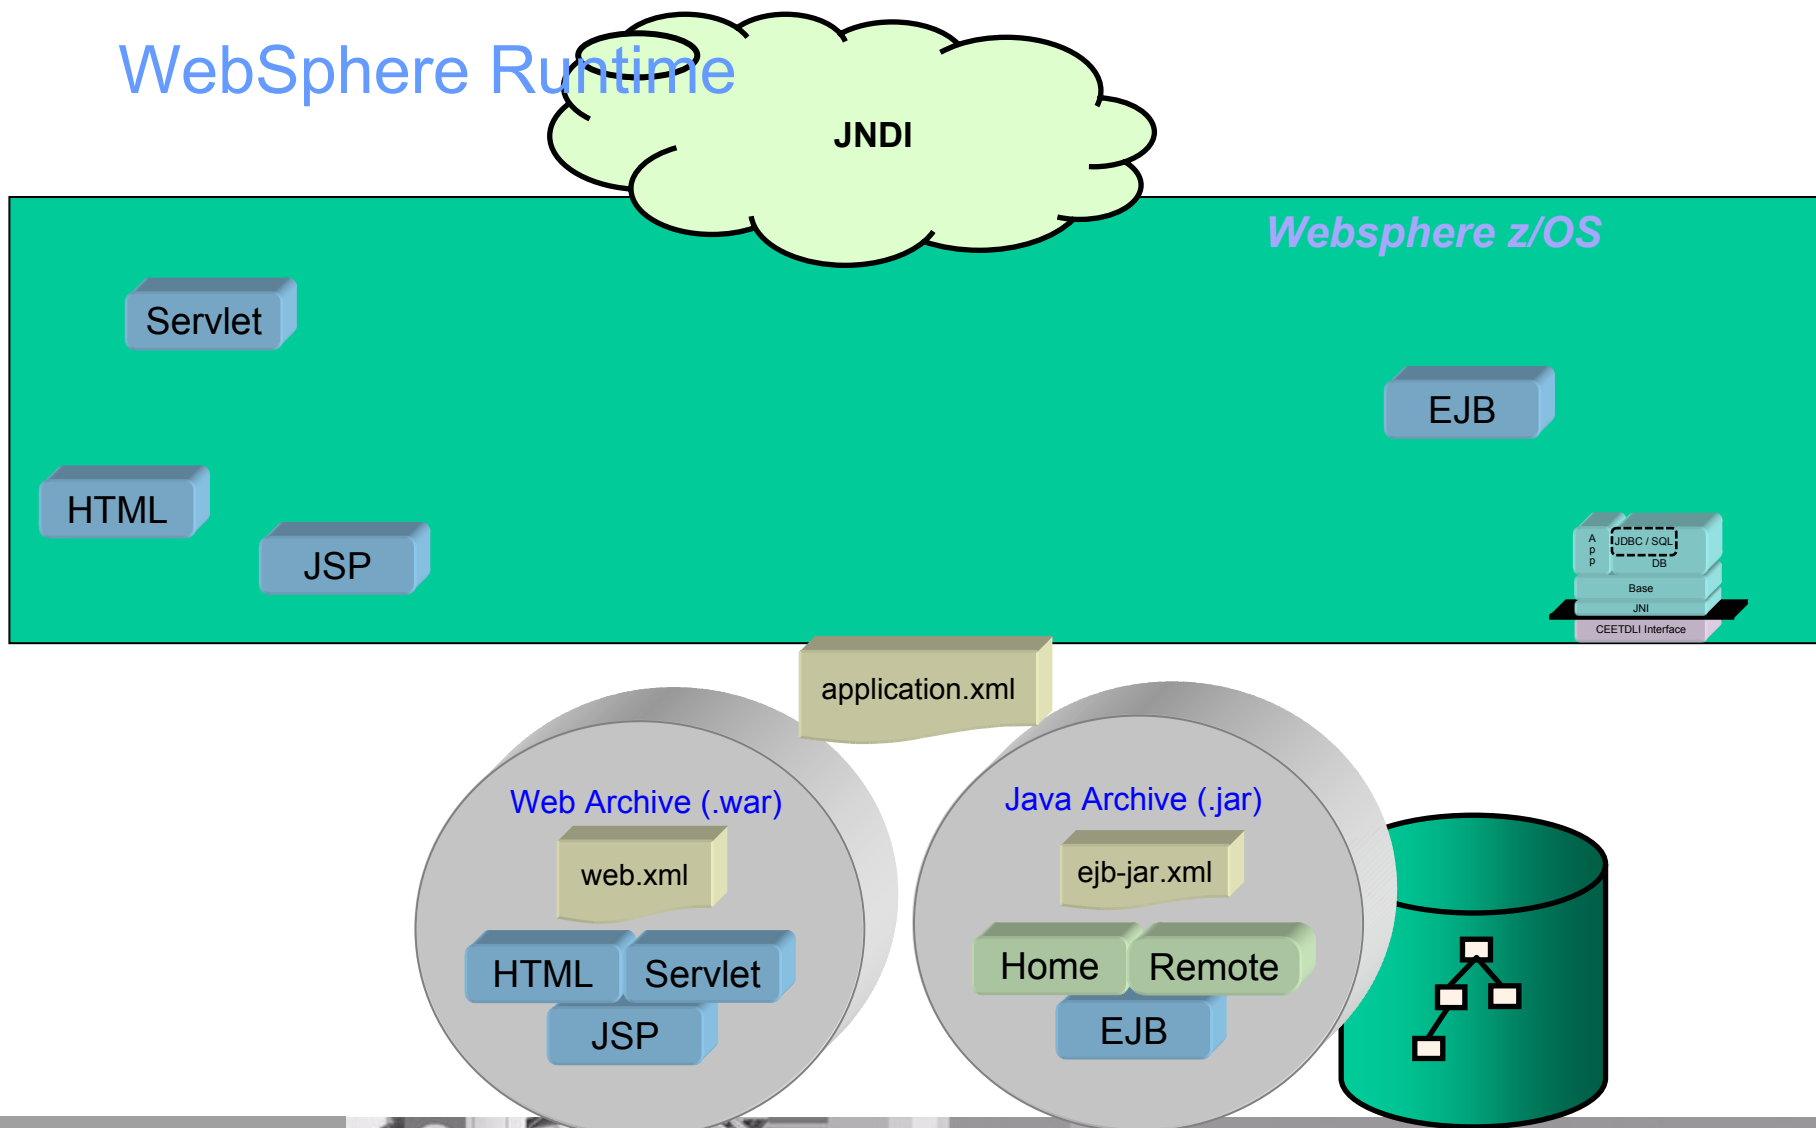 WebSphere Runtime
JNDI
Websphere z/OS
Servlet
EJB
HTML
JSP
App
JDBC / SQL
DB
Base
JNI
CEETDLI Interface
application.xml
Web Archive (.war)
web.xml
HTML
Servlet
JSP
Java Archive (.jar)
ejb-jar.xml
Home
Remote
EJB